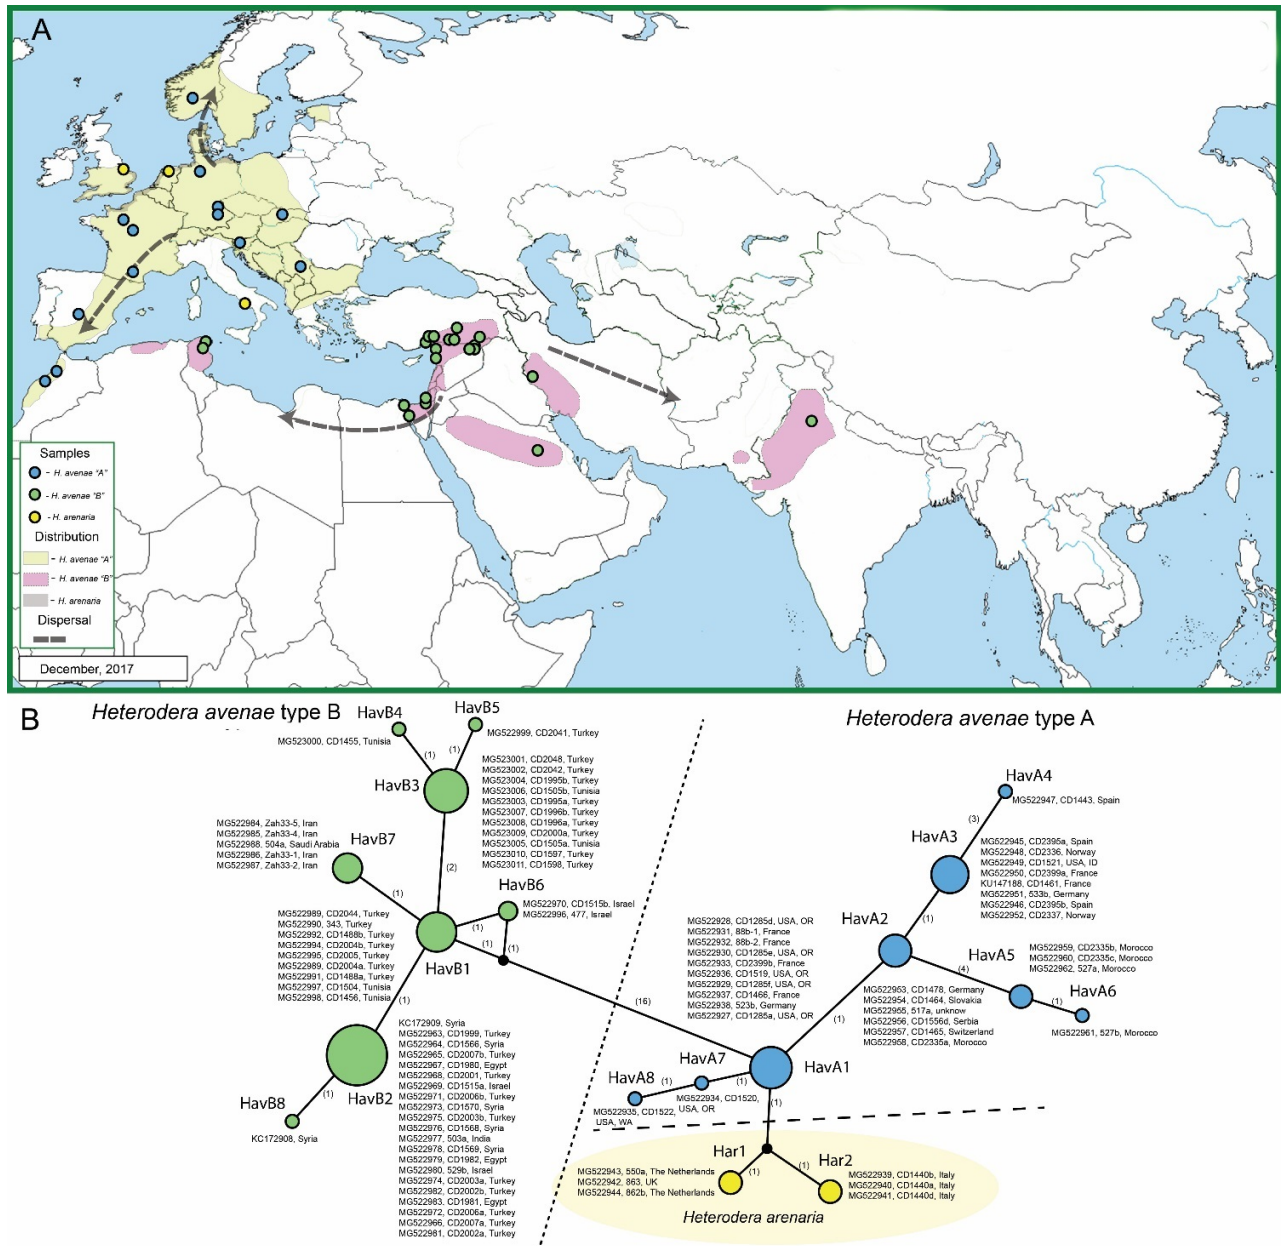 A
Samples
- H. avenae "A"
- H. avenae "B"
- H. arenaria
Distribution
- H. avenae "A"
- H. avenae "B"
- H. arenaria
Dispersal
December, 2017
B
Heterodera avenae type B
Heterodera avenae type A
HavB4
MG523000, CD1455, Tunisia
(1)
HavB5
MG522999, CD2041, Turkey
(1)
HavB3
MG523001, CD2048, Turkey
MG523002, CD2042, Turkey
MG523004, CD1995b, Turkey
MG523006, CD1505b, Tunisia
MG523003, CD1995a, Turkey
MG523007, CD1996b, Turkey
MG523008, CD1996a, Turkey
MG523009, CD2000a, Turkey
MG523005, CD1505a, Tunisia
MG523010, CD1597, Turkey
MG523011, CD1598, Turkey
(2)
MG522984, Zah33-5, Iran
MG522985, Zah33-4, Iran
MG522988, 504a, Saudi Arabia
MG522986, Zah33-1, Iran
MG522987, Zah33-2, Iran
HavB7
(1)
HavB6
MG522970, CD1515b, Israel
MG522996, 477, Israel
(1)
(1)
(1)
MG522989, CD2044, Turkey
MG522990, 343, Turkey
MG522992, CD1488b, Turkey
MG522994, CD2004b, Turkey
MG522995, CD2005, Turkey
MG522989, CD2004a, Turkey
MG522991, CD1488a, Turkey
MG522997, CD1504, Tunisia
MG522998, CD1456, Tunisia
HavB1
(1)
(16)
KC172909, Syria
MG522963, CD1999, Turkey
MG522964, CD1566, Syria
MG522965, CD2007b, Turkey
MG522967, CD1980, Egypt
MG522968, CD2001, Turkey
MG522969, CD1515a, Israel
MG522971, CD2006b, Turkey
MG522973, CD1570, Syria
MG522975, CD2003b, Turkey
MG522976, CD1568, Syria
MG522977, 503a, India
MG522978, CD1569, Syria
MG522979, CD1982, Egypt
MG522980, 529b, Israel
MG522974, CD2003a, Turkey
MG522982, CD2002b, Turkey
MG522983, CD1981, Egypt
MG522972, CD2006a, Turkey
MG522966, CD2007a, Turkey
MG522981, CD2002a, Turkey
HavB2
(1)
HavB8
KC172908, Syria
HavA4
MG522947, CD1443, Spain
(3)
HavA3
MG522945, CD2395a, Spain
MG522948, CD2336, Norway
MG522949, CD1521, USA, ID
MG522950, CD2399a, France
KU147188, CD1461, France
MG522951, 533b, Germany
MG522946, CD2395b, Spain
MG522952, CD2337, Norway
(1)
HavA2
MG522953, CD1478, Germany
MG522954, CD1464, Slovakia
MG522955, 517a, unknow
MG522956, CD1556d, Serbia
MG522957, CD1465, Switzerland
MG522958, CD2335a, Morocco
(4)
HavA5
MG522959, CD2335b, Morocco
MG522960, CD2335c, Morocco
MG522962, 527a, Morocco
(1)
HavA6
MG522961, 527b, Morocco
(1)
MG522928, CD1285d, USA, OR
MG522931, 88b-1, France
MG522932, 88b-2, France
MG522930, CD1285e, USA, OR
MG522933, CD2399b, France
MG522936, CD1519, USA, OR
MG522929, CD1285f, USA, OR
MG522937, CD1466, France
MG522938, 523b, Germany
MG522927, CD1285a, USA, OR
HavA1
HavA7
(1)
MG522934, CD1520,
USA, OR
HavA8
(1)
MG522935, CD1522,
USA, WA
(1)
Har1
(1)
MG522943, 550a, The Netherlands
MG522942, 863, UK
MG522944, 862b, The Netherlands
Har2
(1)
MG522939, CD1440b, Italy
MG522940, CD1440a, Italy
MG522941, CD1440d, Italy
Heterodera arenaria